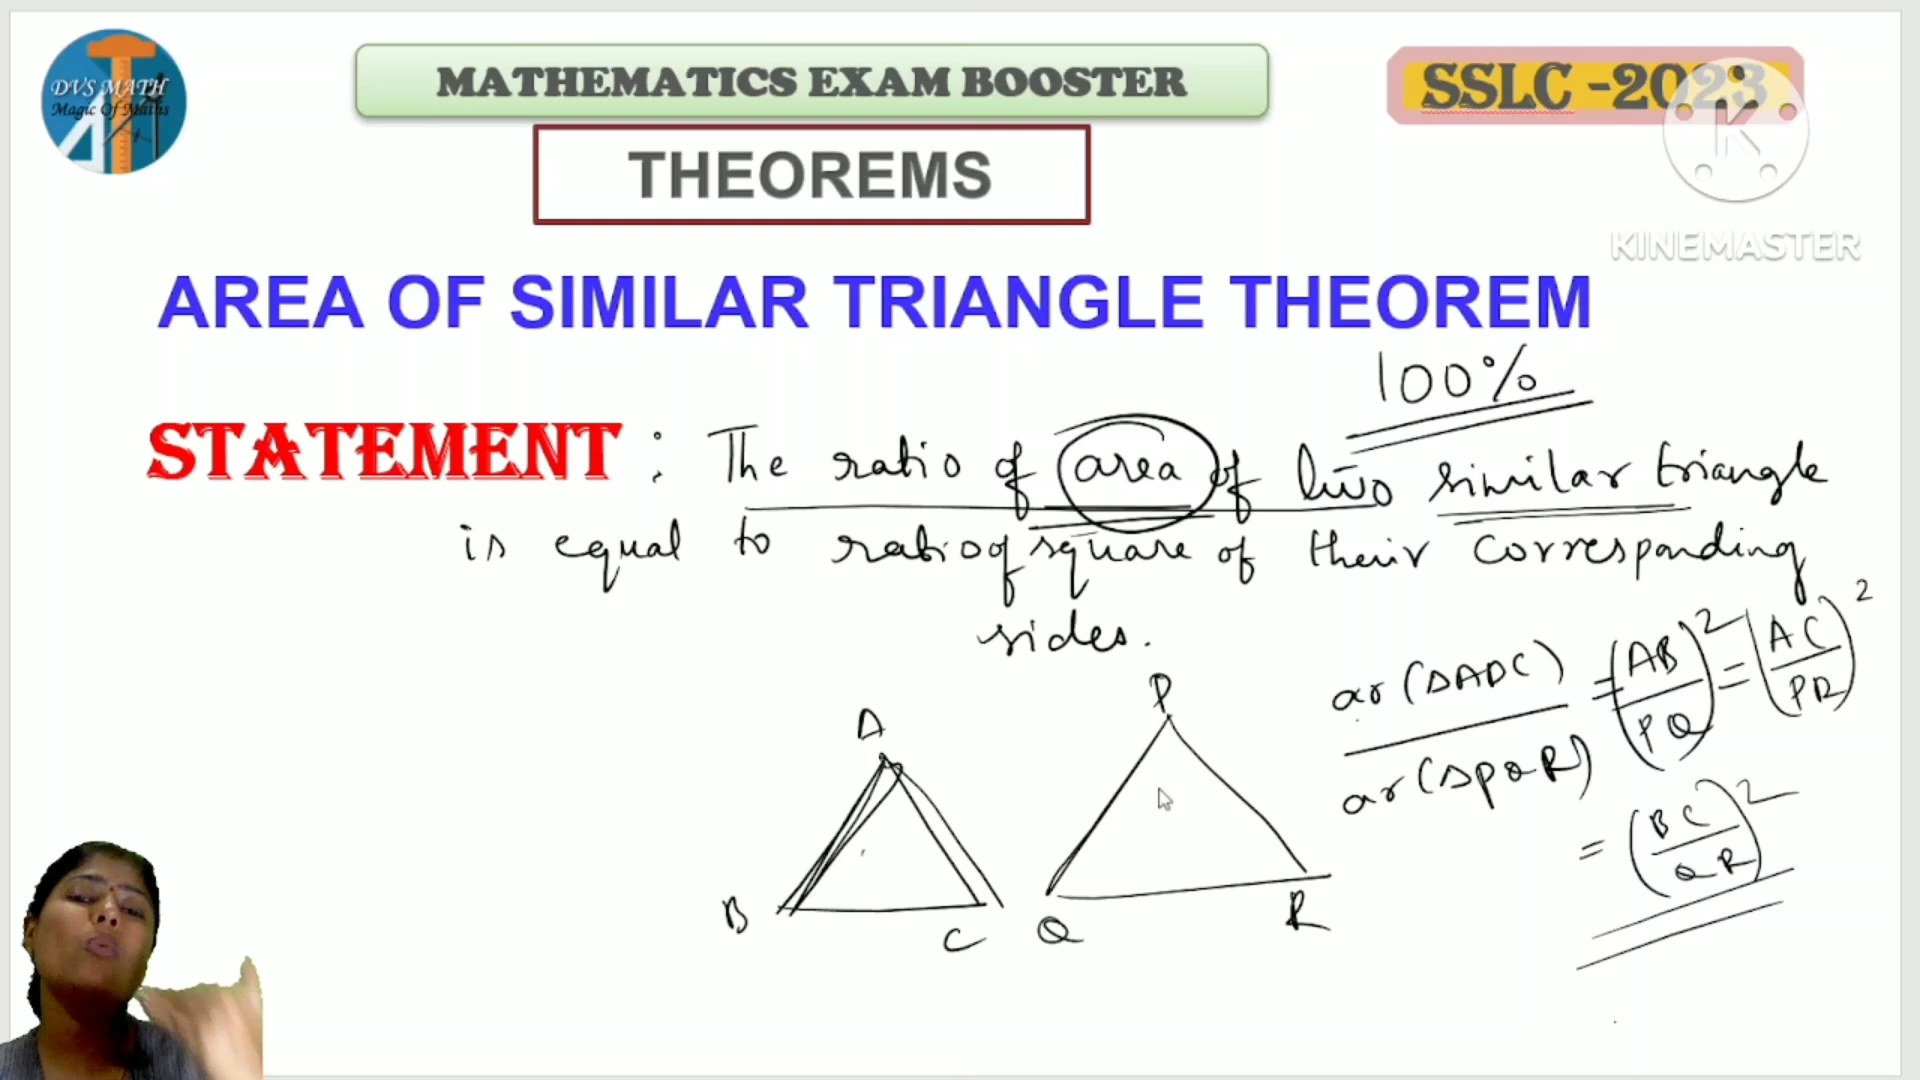 DVS MATH
Magic Of Maths
MATHEMATICS EXAM BOOSTER
SSLC -2023
K
KINEMASTER
THEOREMS
AREA OF SIMILAR TRIANGLE THEOREM
100%
STATEMENT : The ratio of area of two similar triangle
is equal to ratio of square of their corresponding
sides.
ar(ΔADC) / ar(ΔPQR) = (AB/PQ)² = (AC/PR)²
= (BC/QR)²
A
B
C
P
Q
R